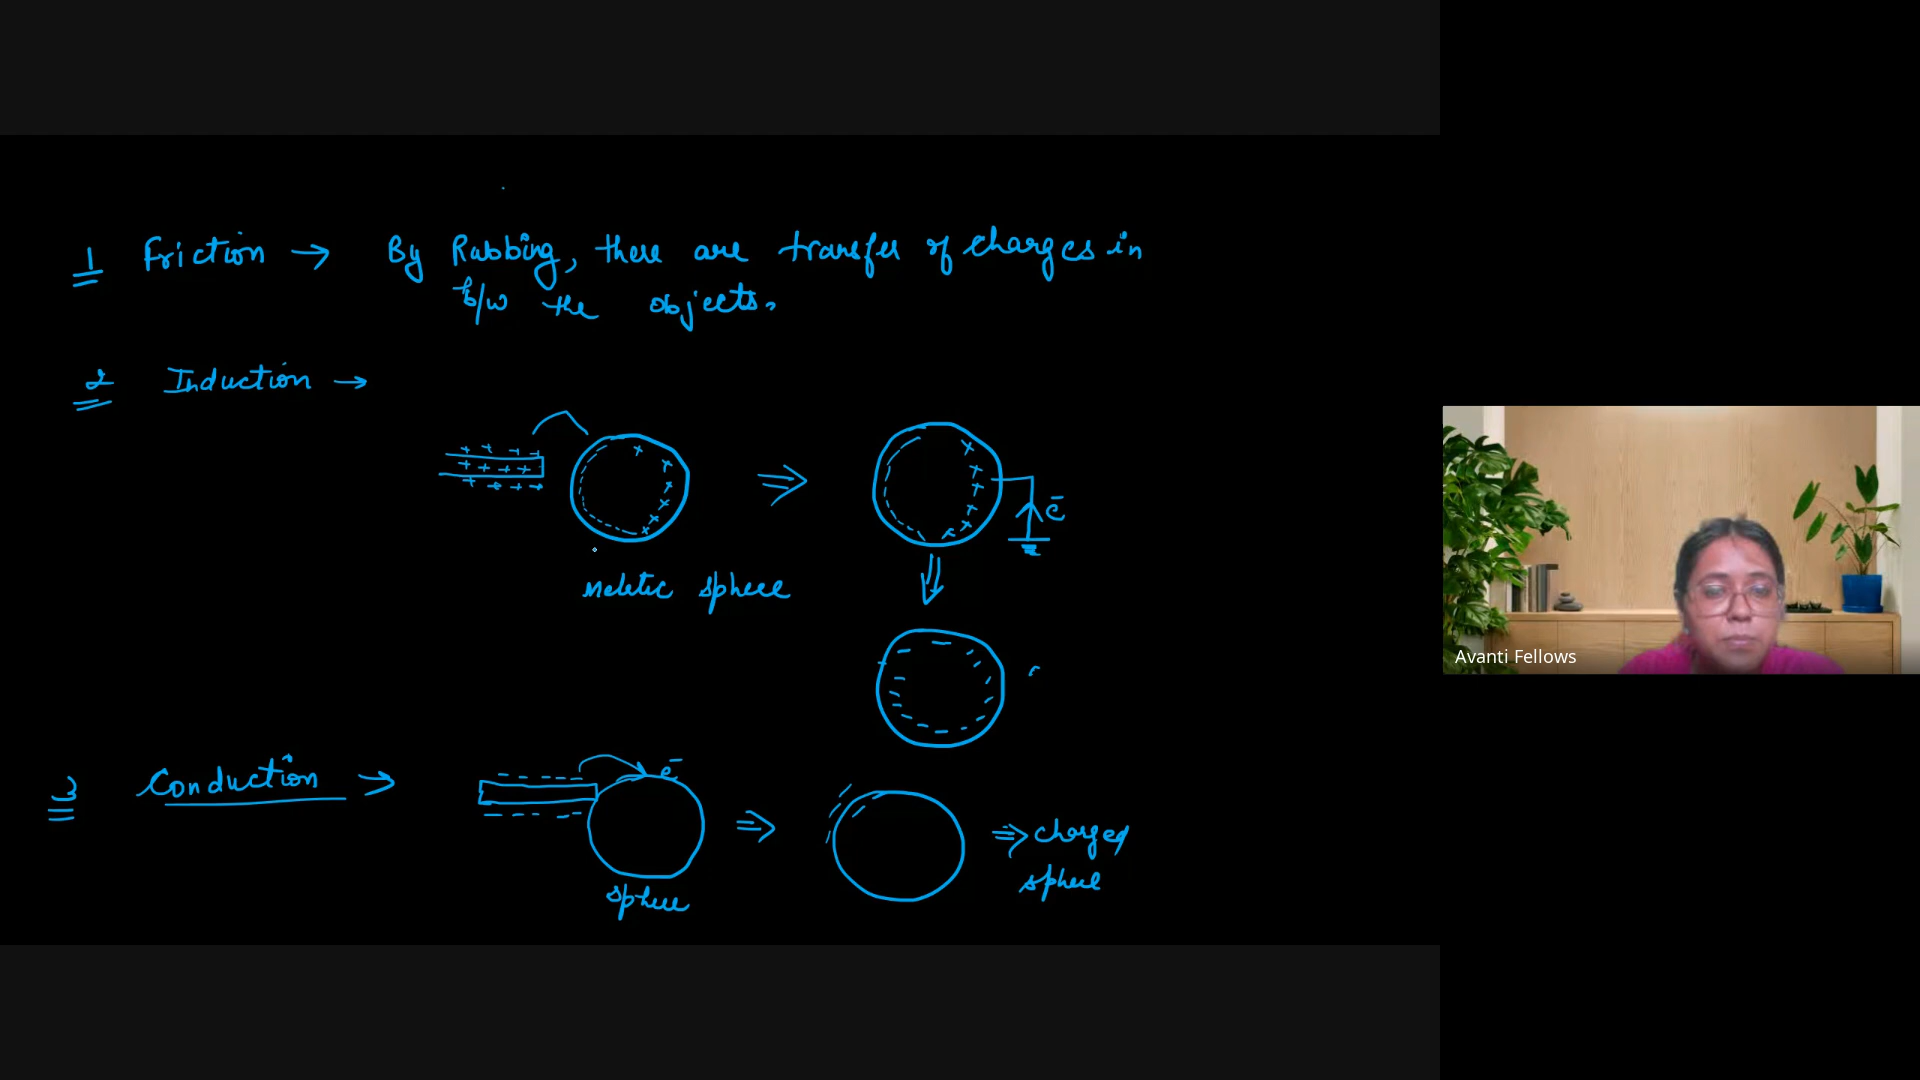 1 Friction → By Rubbing, there are transfer of charges in
b/w the objects.
2 Induction →
+ + - -
+ + + +
+ + + +
⇒
e-
metetic sphere
3 Conduction → e-
⇒
⇒ charged
sphere
sphere
Avanti Fellows